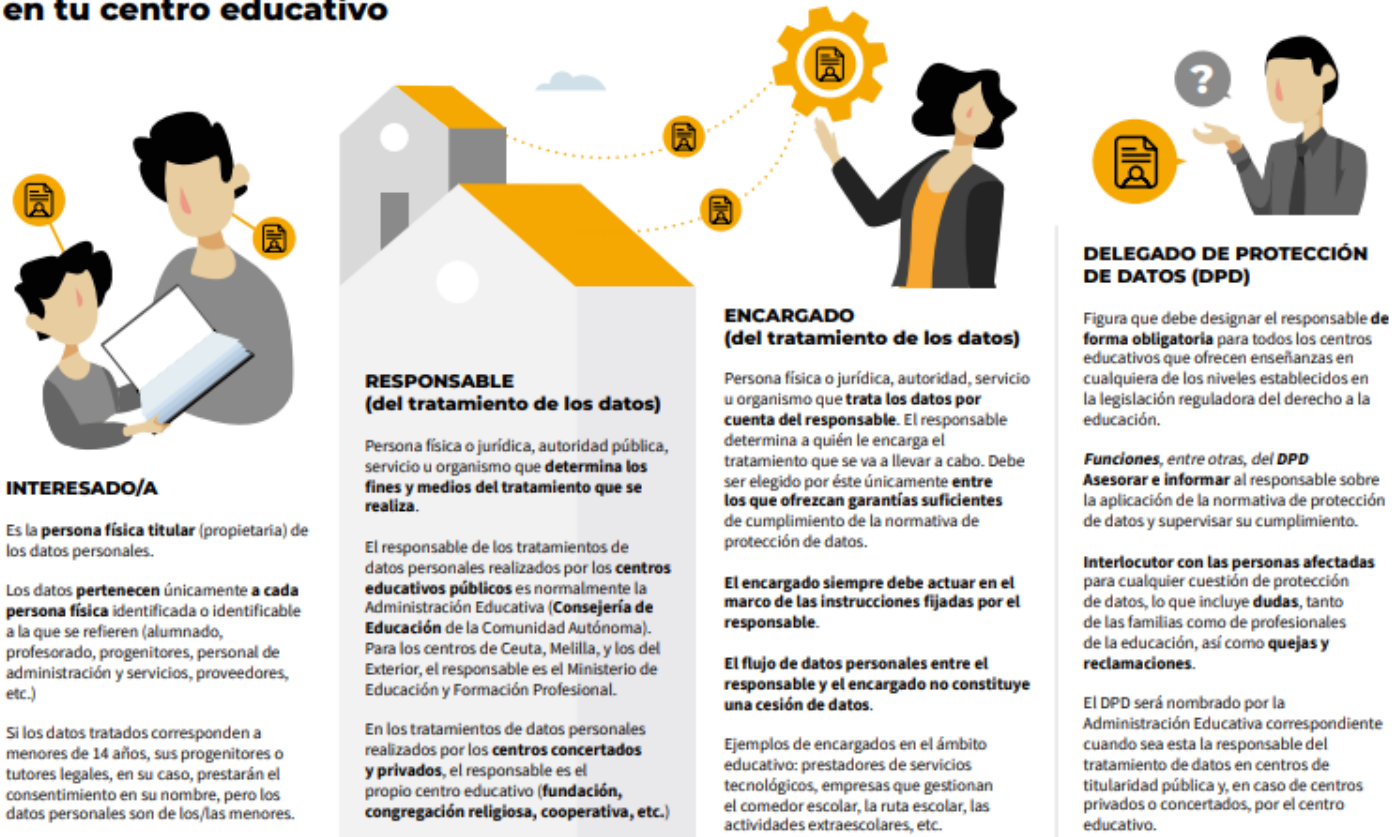 en tu centro educativo
INTERESADO/A
Es la persona física titular (propietaria) de
los datos personales.
Los datos pertenecen únicamente a cada
persona física identificada o identificable
a la que se refieren (alumnado,
profesorado, progenitores, personal de
administración y servicios, proveedores,
etc.)
Si los datos tratados corresponden a
menores de 14 años, sus progenitores o
tutores legales, en su caso, prestarán el
consentimiento en su nombre, pero los
datos personales son de los/las menores.
RESPONSABLE
(del tratamiento de los datos)
Persona física o jurídica, autoridad pública,
servicio u organismo que determina los
fines y medios del tratamiento que se
realiza.
El responsable de los tratamientos de
datos personales realizados por los centros
educativos públicos es normalmente la
Administración Educativa (Consejería de
Educación de la Comunidad Autónoma).
Para los centros de Ceuta, Melilla, y los del
Exterior, el responsable es el Ministerio de
Educación y Formación Profesional.
En los tratamientos de datos personales
realizados por los centros concertados
y privados, el responsable es el
propio centro educativo (fundación,
congregación religiosa, cooperativa, etc.)
ENCARGADO
(del tratamiento de los datos)
Persona física o jurídica, autoridad, servicio
u organismo que trata los datos por
cuenta del responsable. El responsable
determina a quién le encarga el
tratamiento que se va a llevar a cabo. Debe
ser elegido por éste únicamente entre
los que ofrezcan garantías suficientes
de cumplimiento de la normativa de
protección de datos.
El encargado siempre debe actuar en el
marco de las instrucciones fijadas por el
responsable.
El flujo de datos personales entre el
responsable y el encargado no constituye
una cesión de datos.
Ejemplos de encargados en el ámbito
educativo: prestadores de servicios
tecnológicos, empresas que gestionan
el comedor escolar, la ruta escolar, las
actividades extraescolares, etc.
?
DELEGADO DE PROTECCIÓN
DE DATOS (DPD)
Figura que debe designar el responsable de
forma obligatoria para todos los centros
educativos que ofrecen enseñanzas en
cualquiera de los niveles establecidos en
la legislación reguladora del derecho a la
educación.
Funciones, entre otras, del DPD
Asesorar e informar al responsable sobre
la aplicación de la normativa de protección
de datos y supervisar su cumplimiento.
Interlocutor con las personas afectadas
para cualquier cuestión de protección
de datos, lo que incluye dudas, tanto
de las familias como de profesionales
de la educación, así como quejas y
reclamaciones.
El DPD será nombrado por la
Administración Educativa correspondiente
cuando sea esta la responsable del
tratamiento de datos en centros de
titularidad pública y, en caso de centros
privados o concertados, por el centro
educativo.